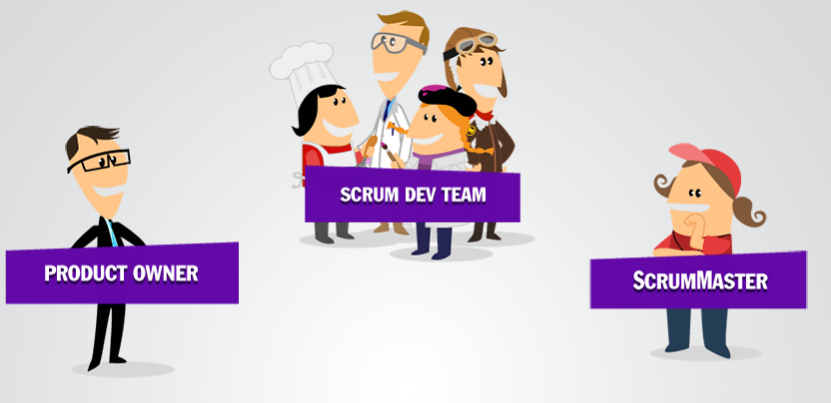 SCRUM DEV TEAM
PRODUCT OWNER
SCRUMMASTER